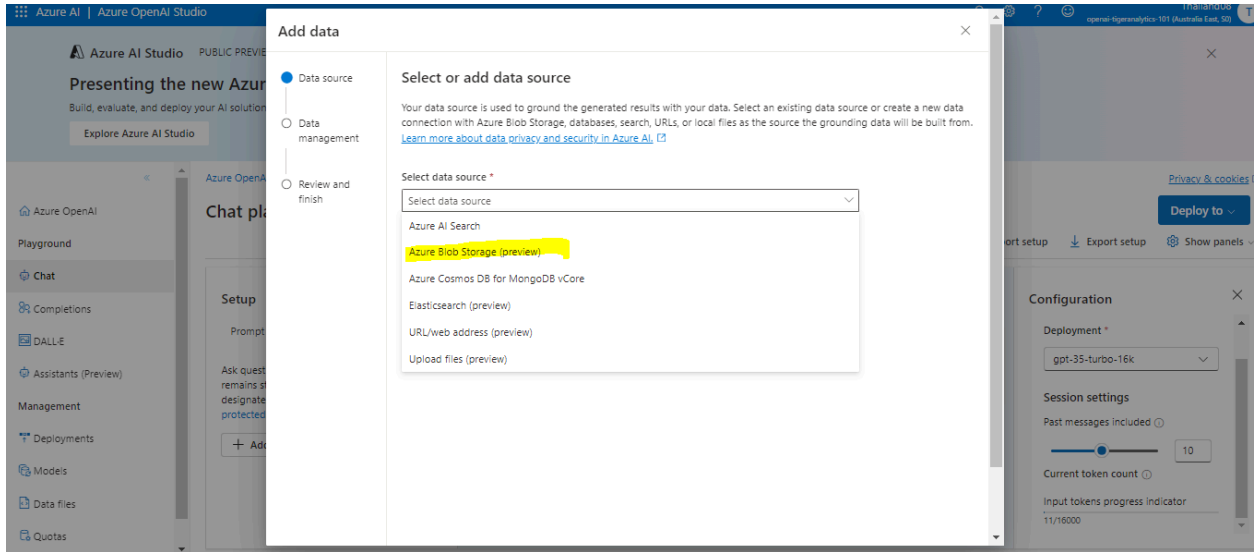 Azure AI | Azure OpenAI Studio
?
Thailand08
openai-tigeranalytics-101 (Australia East, S0)
T
Azure AI Studio PUBLIC PREVIE
Presenting the new Azur
Build, evaluate, and deploy your AI solution
Explore Azure AI Studio
Azure OpenAI
Playground
Chat
Completions
DALL·E
Assistants (Preview)
Management
Deployments
Models
Data files
Quotas
Azure OpenA
Chat pla
Setup
Prompt
Ask quest
remains st
designate
protected
Add
Add data
Data source
Data
management
Review and
finish
Select or add data source
Your data source is used to ground the generated results with your data. Select an existing data source or create a new data
connection with Azure Blob Storage, databases, search, URLs, or local files as the source the grounding data will be built from.
Learn more about data privacy and security in Azure AI.
Select data source *
Select data source
Azure AI Search
Azure Blob Storage (preview)
Azure Cosmos DB for MongoDB vCore
Elasticsearch (preview)
URL/web address (preview)
Upload files (preview)
Privacy & cookies
Deploy to
ort setup
Export setup
Show panels
Configuration
Deployment *
gpt-35-turbo-16k
Session settings
Past messages included
10
Current token count
Input tokens progress indicator
11/16000